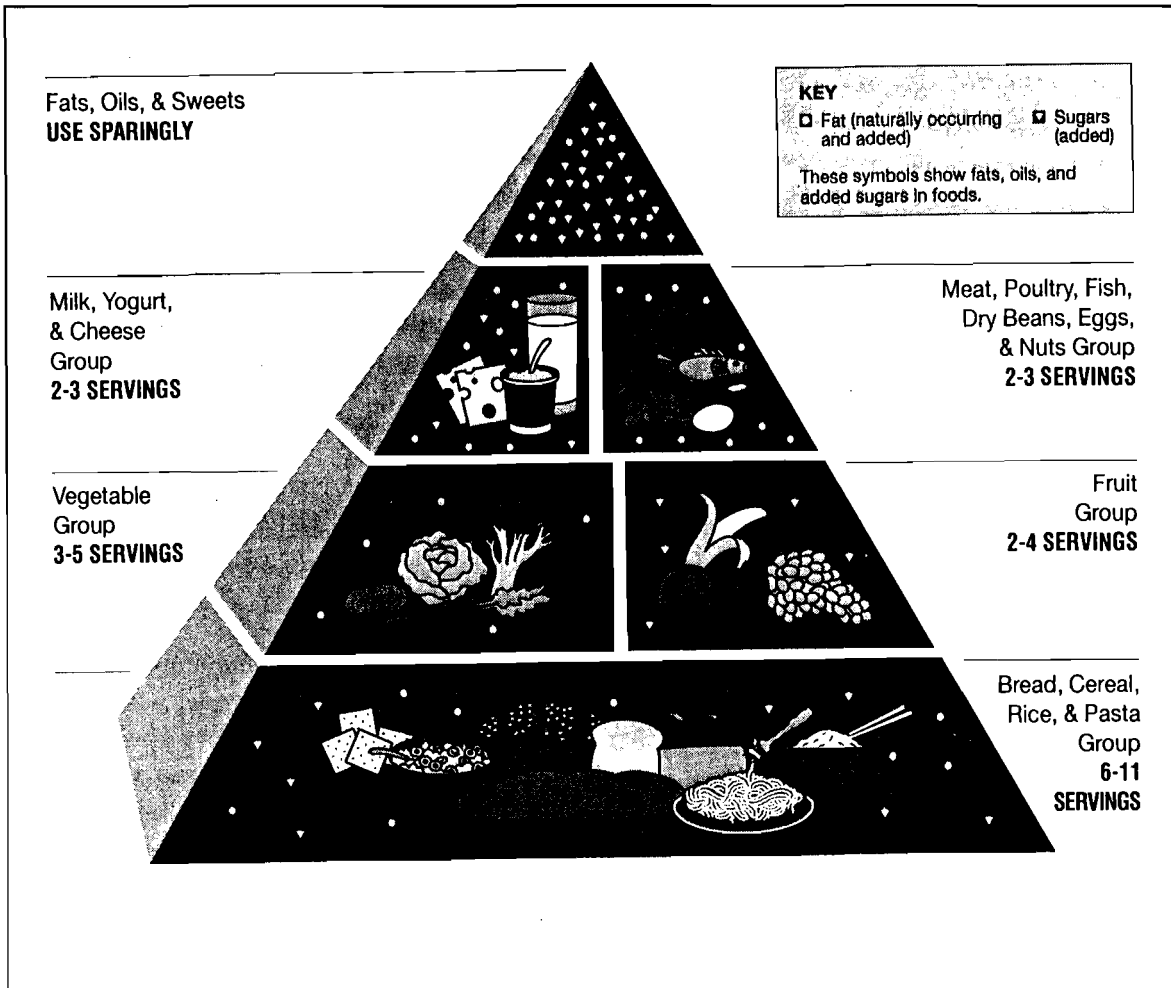 Fats, Oils, & Sweets
USE SPARINGLY
KEY
Fat (naturally occurring
and added)
Sugars
(added)
These symbols show fats, oils, and
added sugars in foods.
Milk, Yogurt,
& Cheese
Group
2-3 SERVINGS
Meat, Poultry, Fish,
Dry Beans, Eggs,
& Nuts Group
2-3 SERVINGS
Vegetable
Group
3-5 SERVINGS
Fruit
Group
2-4 SERVINGS
Bread, Cereal,
Rice, & Pasta
Group
6-11
SERVINGS